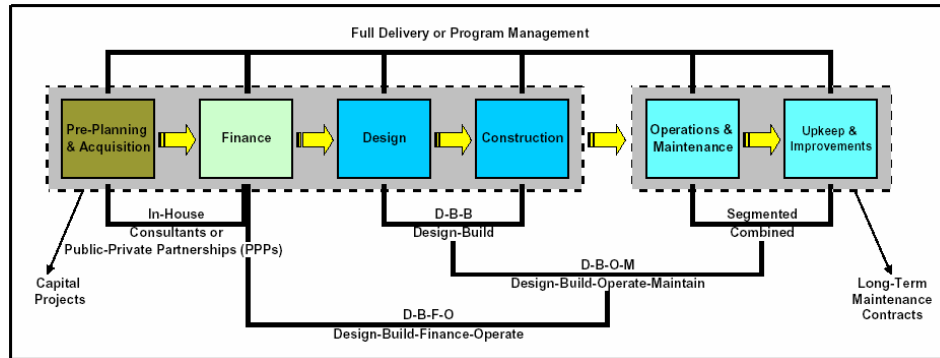 Full Delivery or Program Management
Pre-Planning
& Acquisition
Finance
Design
Construction
Operations &
Maintenance
Upkeep &
Improvements
In-House
Consultants or
Public-Private Partnerships (PPPs)
D-B-B
Design-Build
Segmented
Combined
D-B-O-M
Design-Build-Operate-Maintain
Capital
Projects
Long-Term
Maintenance
Contracts
D-B-F-O
Design-Build-Finance-Operate